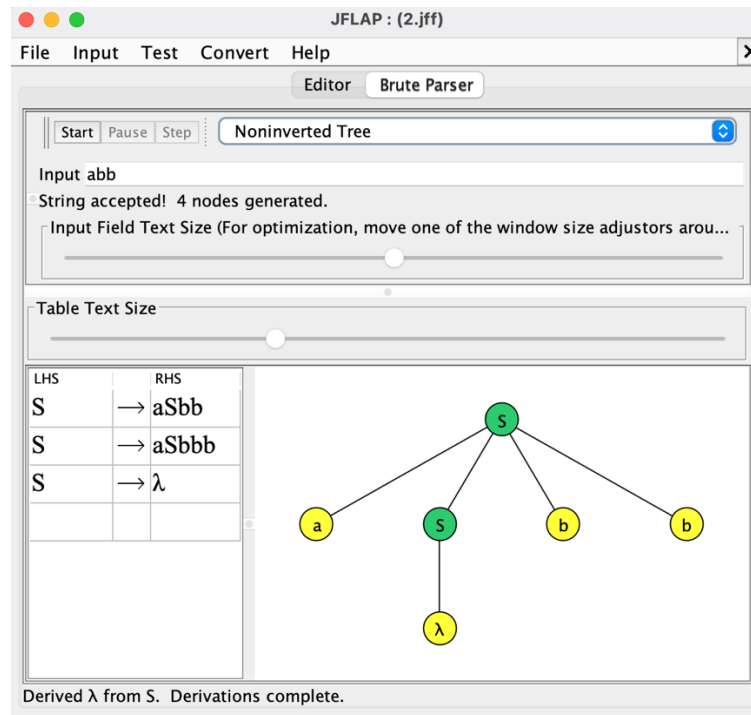 JFLAP : (2.jff)
File Input Test Convert Help
Editor Brute Parser
Start Pause Step Noninverted Tree
Input abb
String accepted! 4 nodes generated.
Input Field Text Size (For optimization, move one of the window size adjustors arou...
Table Text Size
LHS RHS
S → aSbb
S → aSbbb
S → λ
S
a S b b
λ
Derived λ from S. Derivations complete.